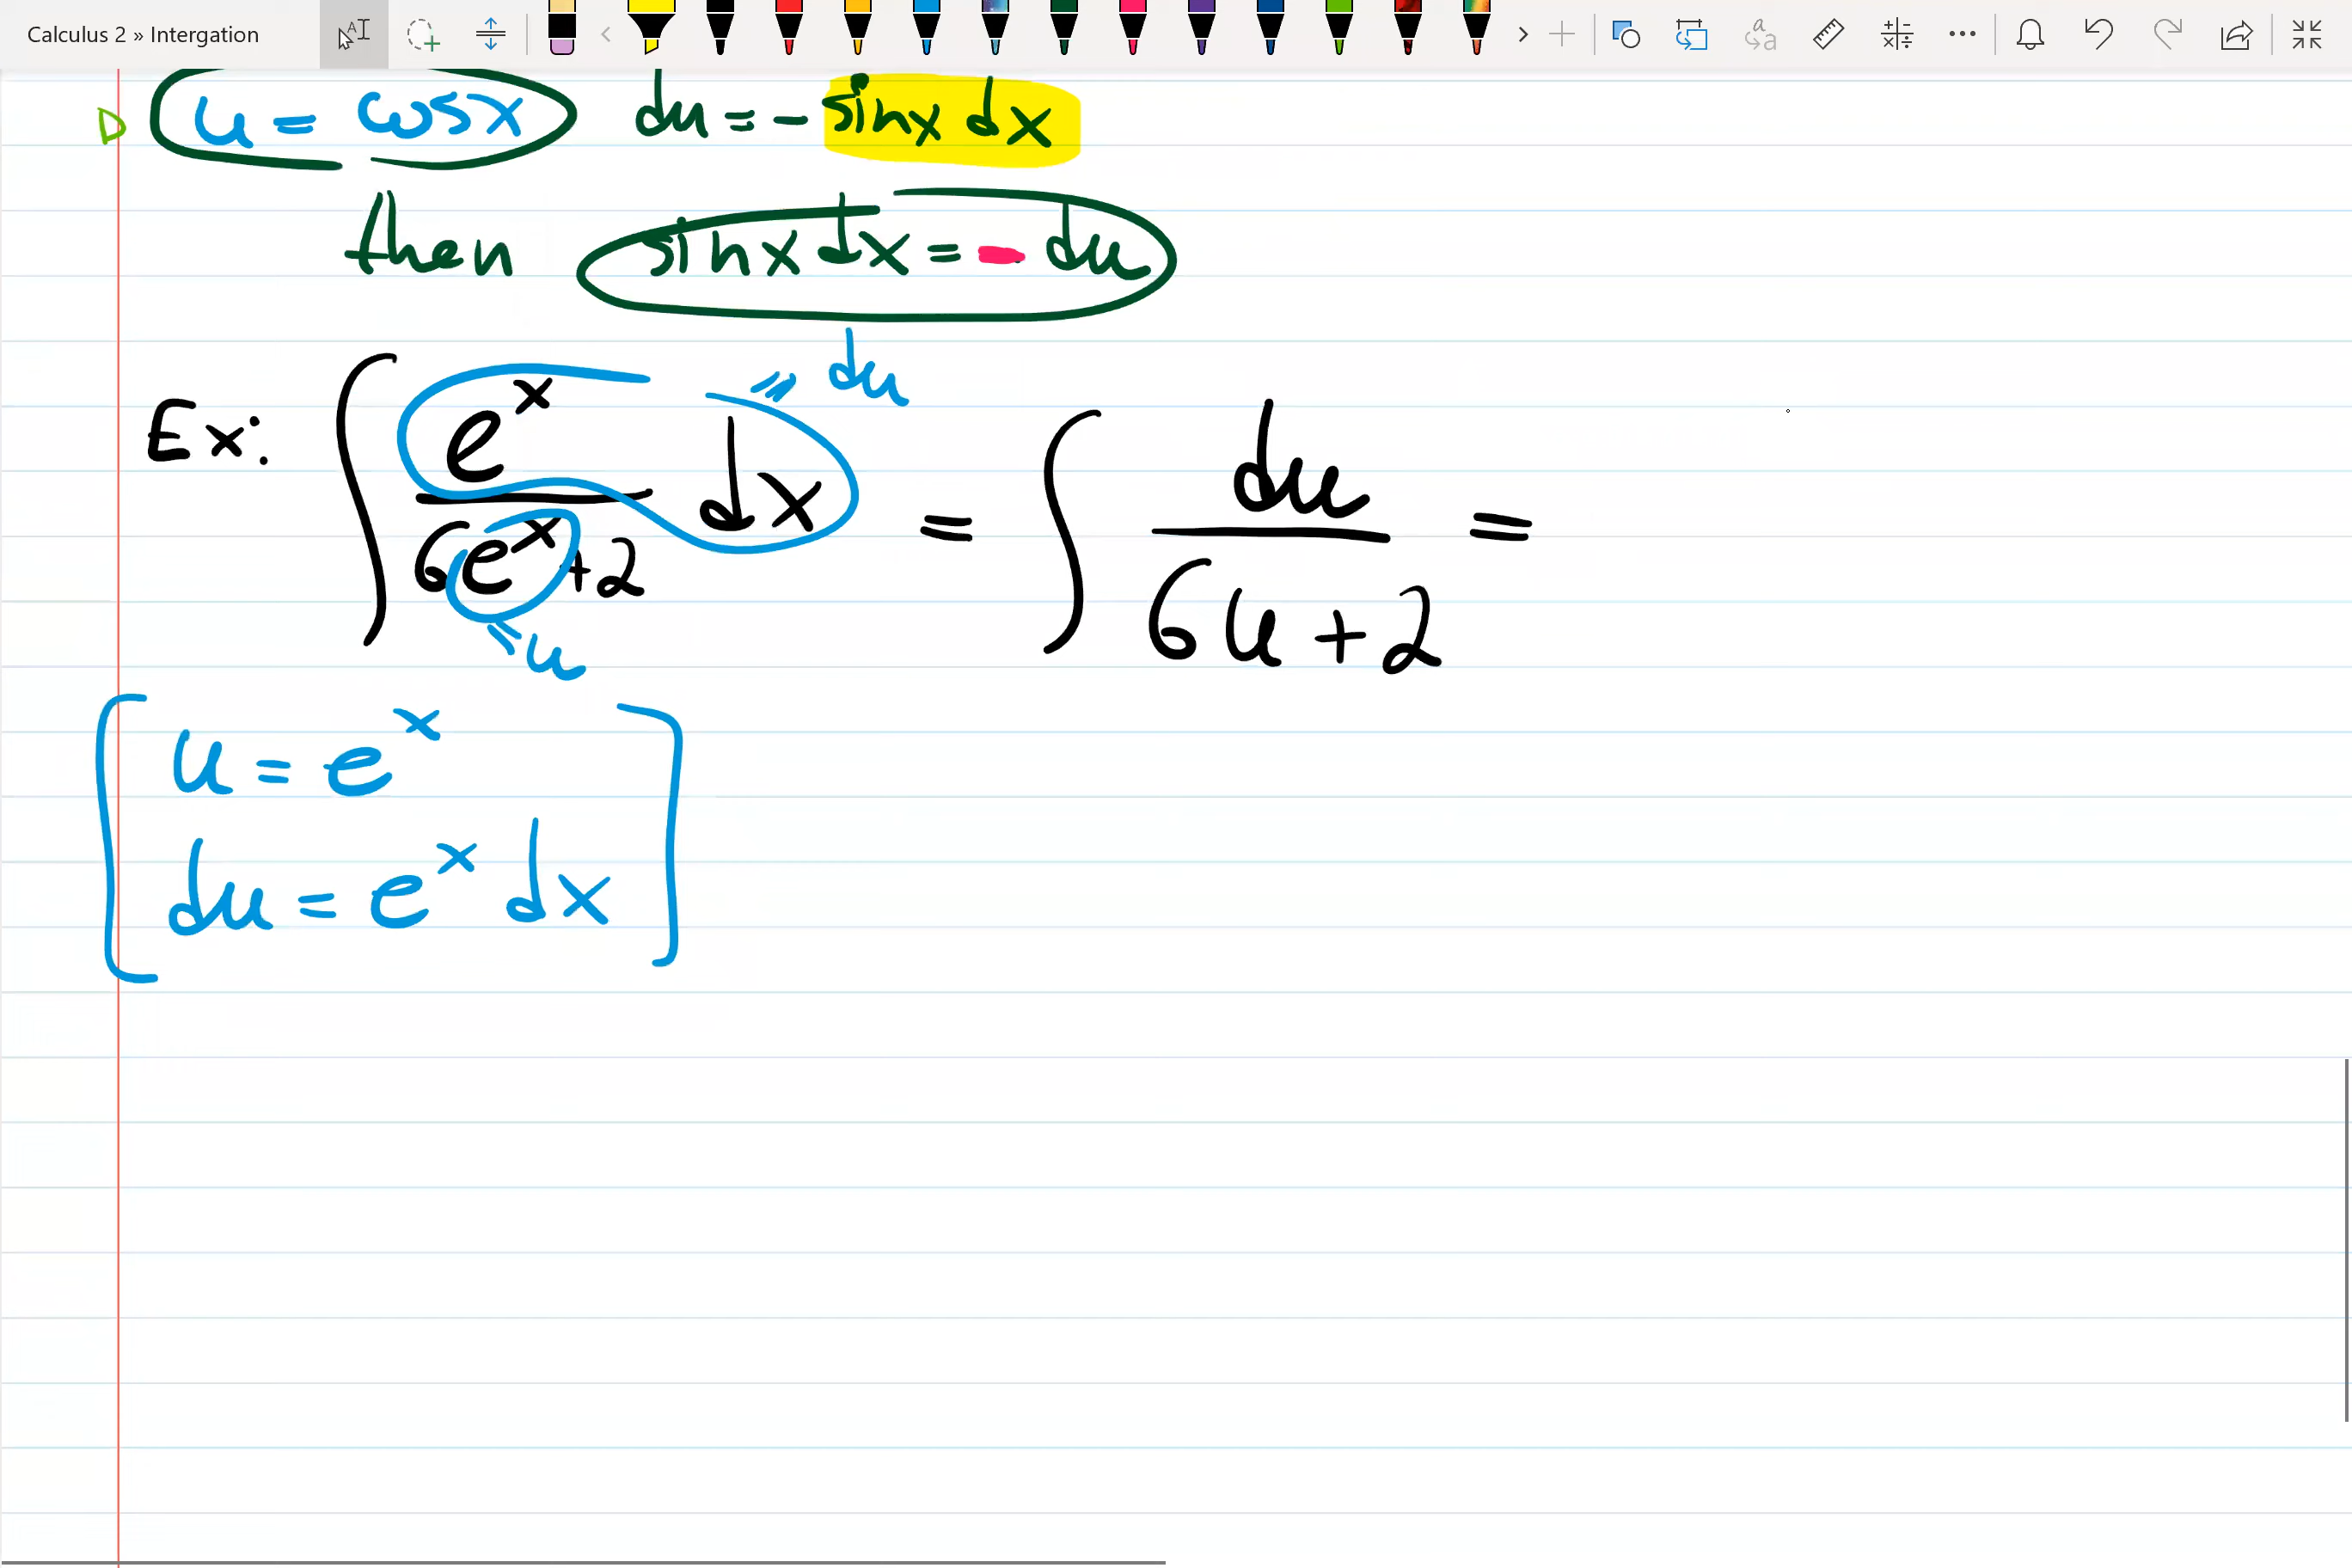 Calculus 2 » Intergation
u = cosx du = - sinx dx
then sinx dx = - du
Ex: ∫ e^x / (6e^x + 2) dx = ∫ du / (6u + 2) =
= du
= u
u = e^x
du = e^x dx